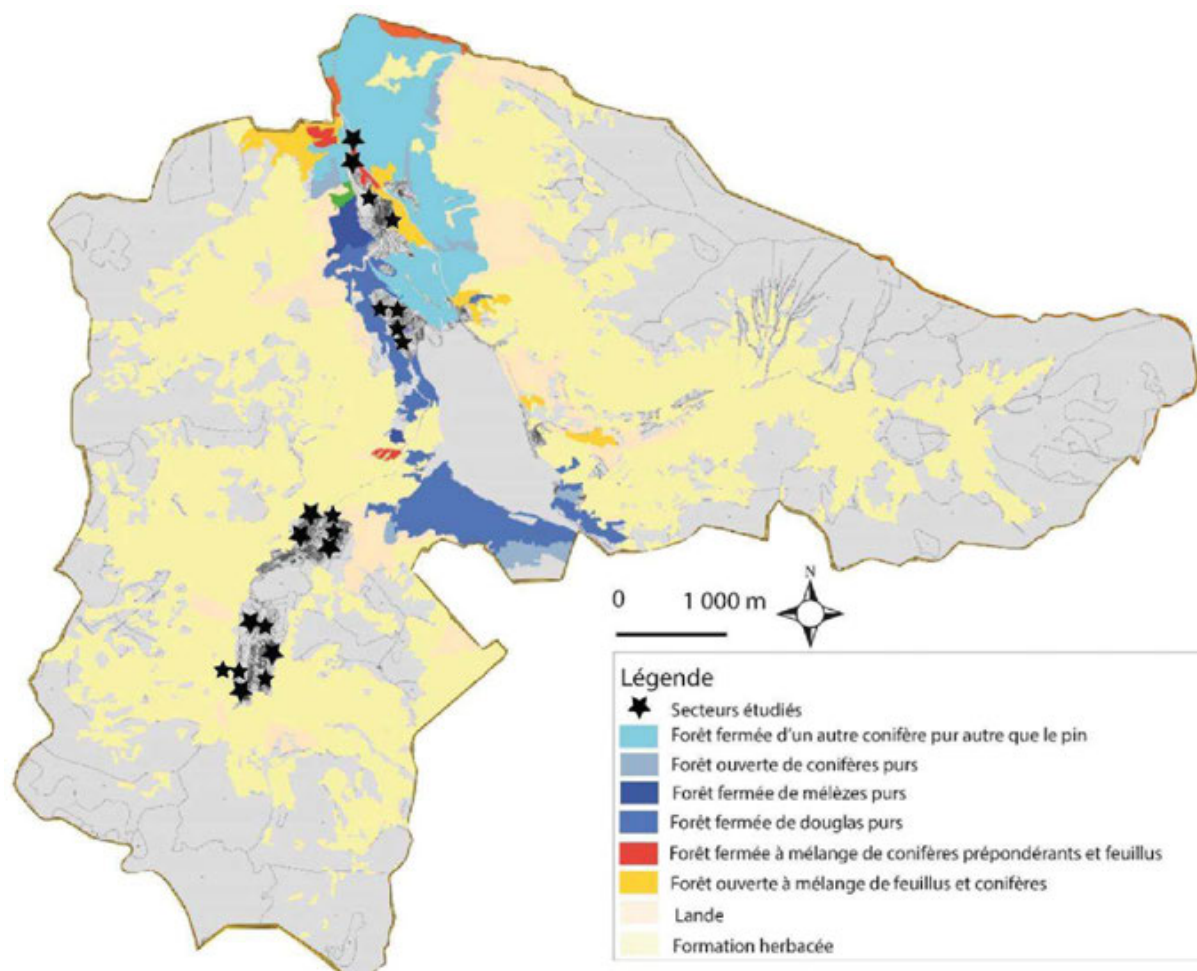 N
0 1 000 m
Légende
Secteurs étudiés
Forêt fermée d'un autre conifère pur autre que le pin
Forêt ouverte de conifères purs
Forêt fermée de mélèzes purs
Forêt fermée de douglas purs
Forêt fermée à mélange de conifères prépondérants et feuillus
Forêt ouverte à mélange de feuillus et conifères
Lande
Formation herbacée